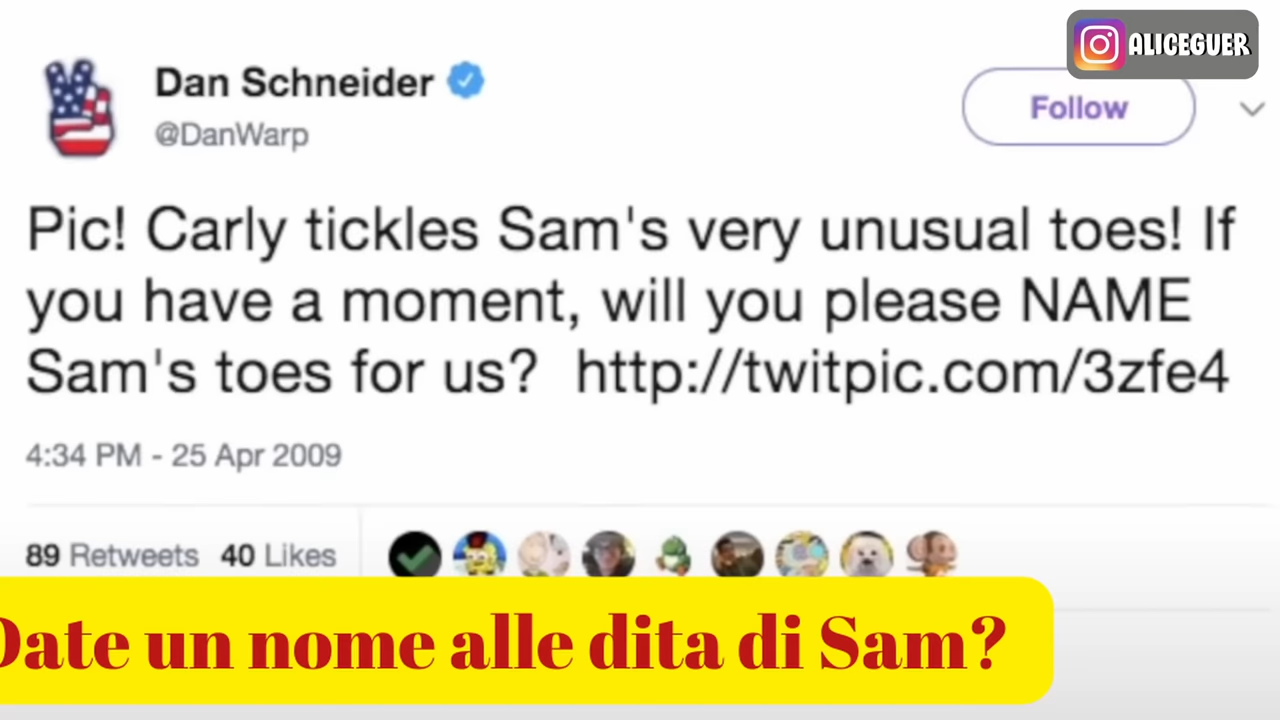 ALICEGUER
Dan Schneider
@DanWarp
Follow
Pic! Carly tickles Sam's very unusual toes! If
you have a moment, will you please NAME
Sam's toes for us? http://twitpic.com/3zfe4
4:34 PM - 25 Apr 2009
89 Retweets 40 Likes
Date un nome alle dita di Sam?